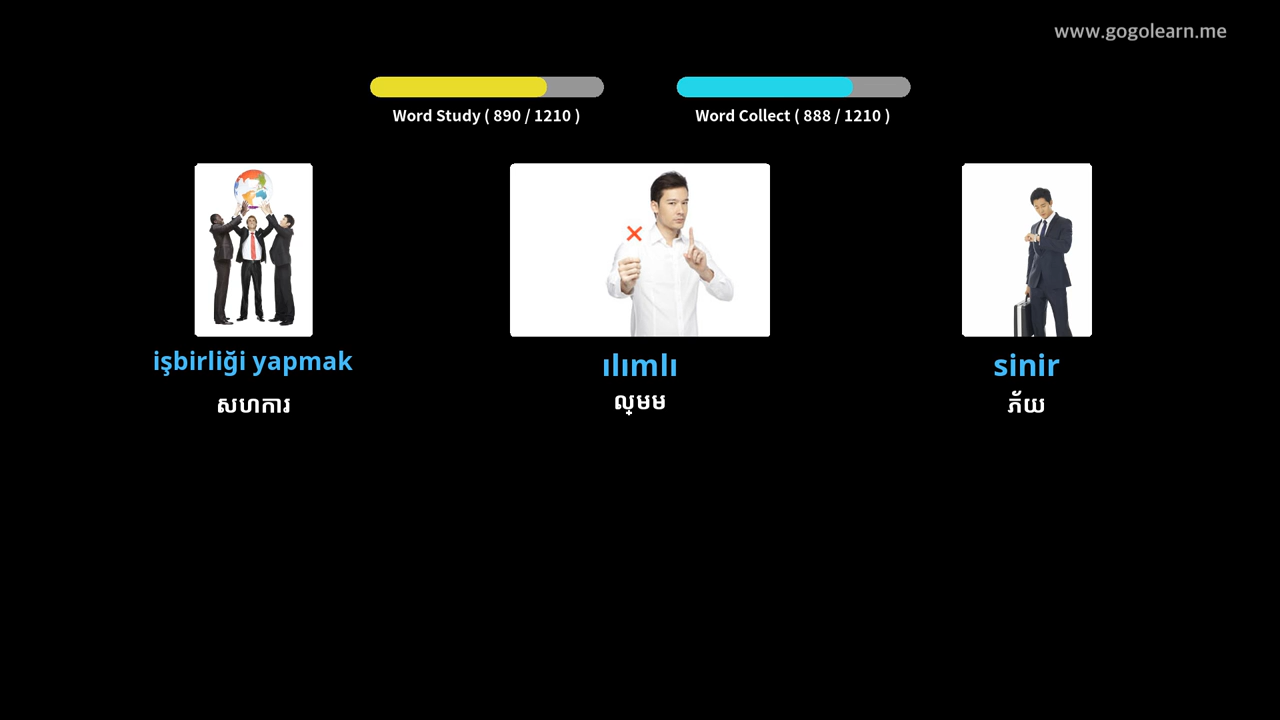 www.gogolearn.me
Word Study ( 890 / 1210 )
Word Collect ( 888 / 1210 )
işbirliği yapmak
ılımlı
sinir
សហការ
ល្មម
ភ័យ